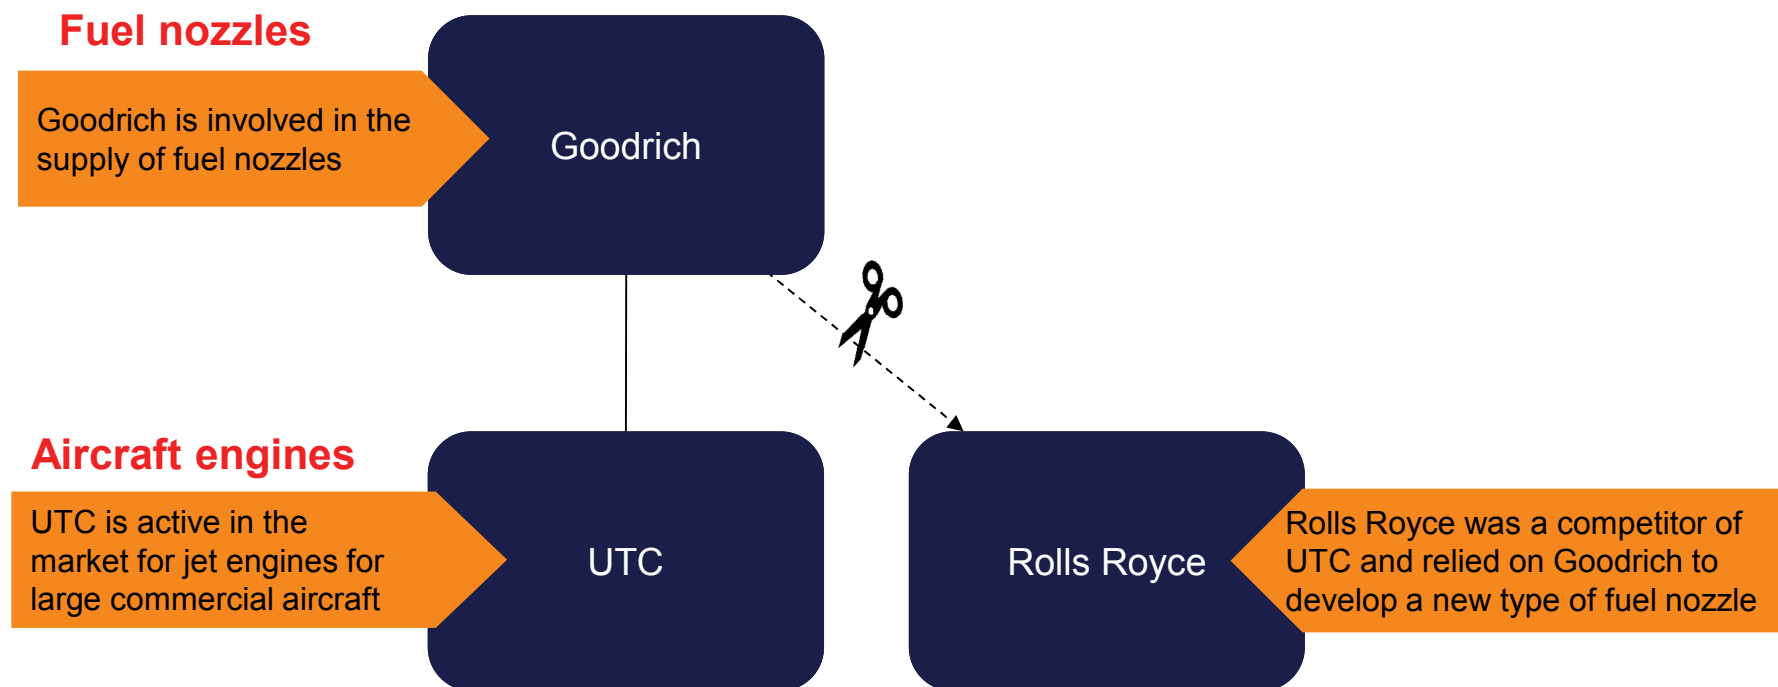 Fuel nozzles
Goodrich is involved in the
supply of fuel nozzles
Goodrich
Aircraft engines
UTC is active in the
market for jet engines for
large commercial aircraft
UTC
Rolls Royce
Rolls Royce was a competitor of
UTC and relied on Goodrich to
develop a new type of fuel nozzle